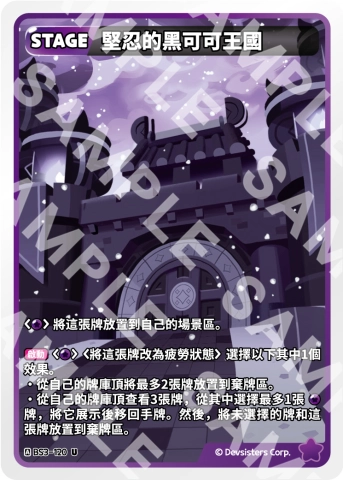 STAGE 堅忍的黑可可王國
《●》將這張牌放置到自己的場景區。
啟動《●》《將這張牌改為疲勞狀態》選擇以下其中1個
效果。
・從自己的牌庫頂將最多2張牌放置到棄牌區。
・從自己的牌庫頂查看3張牌，從其中選擇最多1張●
牌，將它展示後移回手牌。然後，將未選擇的牌和這
張牌放置到棄牌區。
A BS3-120 U
© Devsisters Corp.
SAMPLE SAMPLE SAMPLE SAMPLE SAMPLE